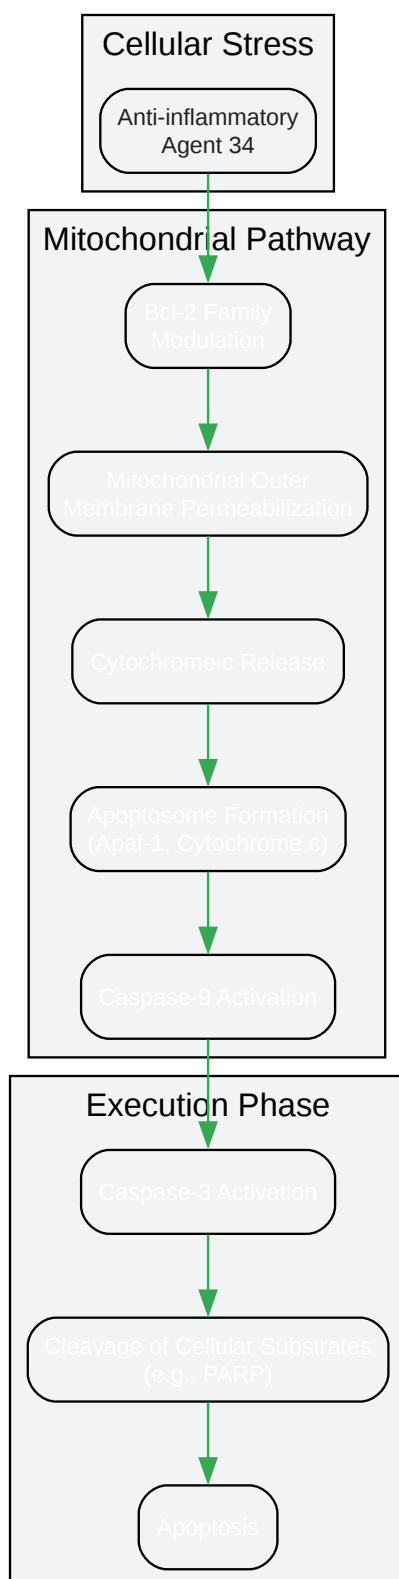 Cellular Stress
Anti-inflammatory
Agent 34
Mitochondrial Pathway
Bcl-2 Family
Modulation
Mitochondrial Outer
Membrane Permeabilization
Cytochrome c Release
Apoptosome Formation
(Apaf-1, Cytochrome c)
Caspase-9 Activation
Execution Phase
Caspase-3 Activation
Cleavage of Cellular Substrates
(e.g., PARP)
Apoptosis